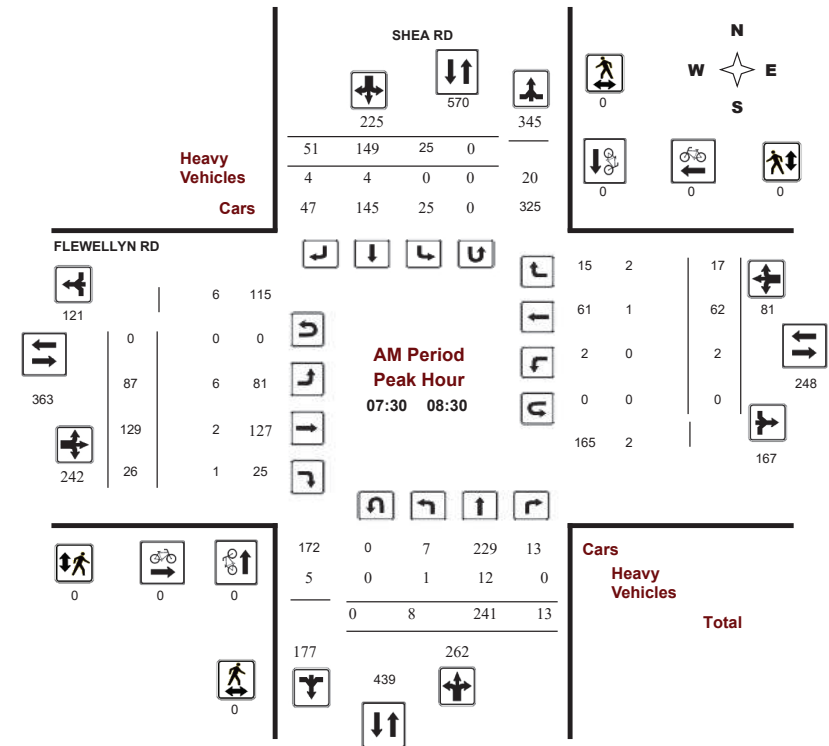 SHEA RD
N
W E
S
570
0
225 345
51 149 25 0
Heavy
Vehicles
4 4 0 0 20
Cars
47 145 25 0 325
0 0 0
FLEWELLYN RD
121
6 115
15 2 17
81
0 0 0
61 1 62
363
87 6 81
AM Period
Peak Hour
07:30 08:30
2 0 2
248
129 2 127
0 0 0
242
26 1 25
165 2
167
172 0 7 229 13
Cars
5 0 1 12 0
Heavy
Vehicles
0 0 0
0 8 241 13
Total
177 262
439
0